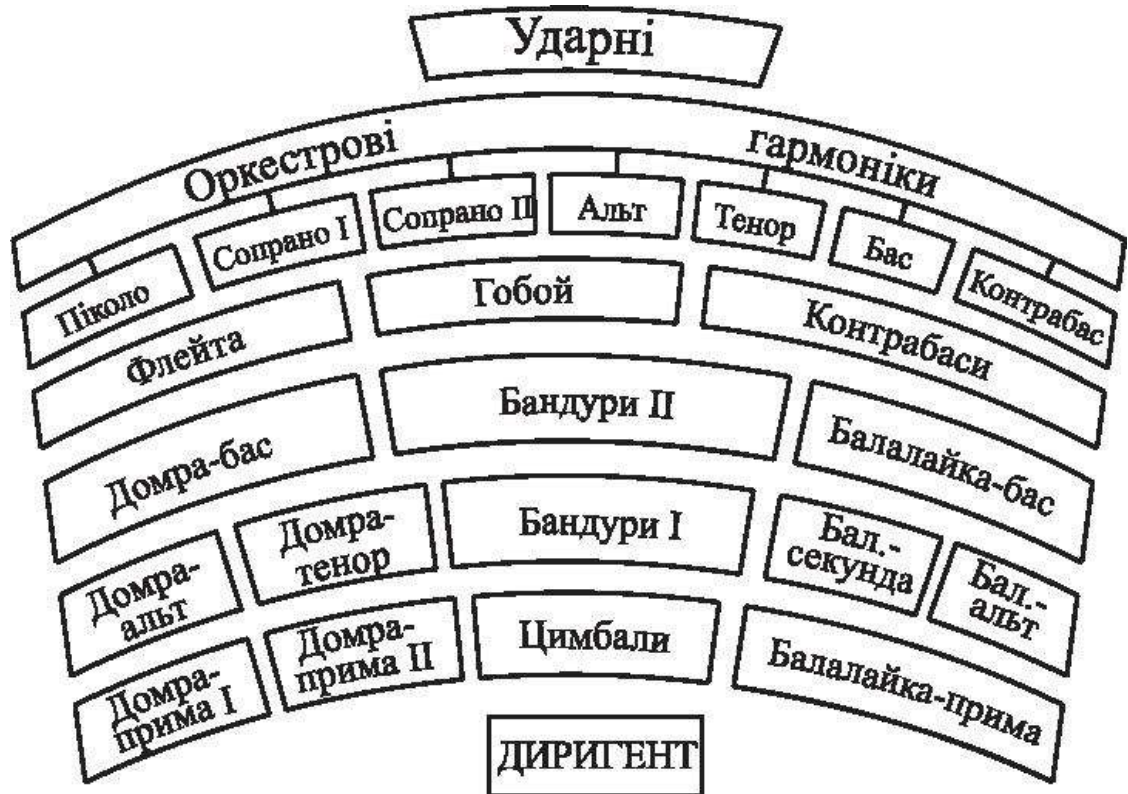 Ударні
Оркестрові гармоніки
Піколо
Сопрано I
Сопрано II
Альт
Тенор
Бас
Контрабас
Флейта
Гобой
Контрабаси
Домра-бас
Бандури II
Балалайка-бас
Домра-
альт
Домра-
тенор
Бандури I
Бал.-
секунда
Бал.-
альт
Домра-
прима I
Домра-
прима II
Цимбали
Балалайка-прима
ДИРИГЕНТ